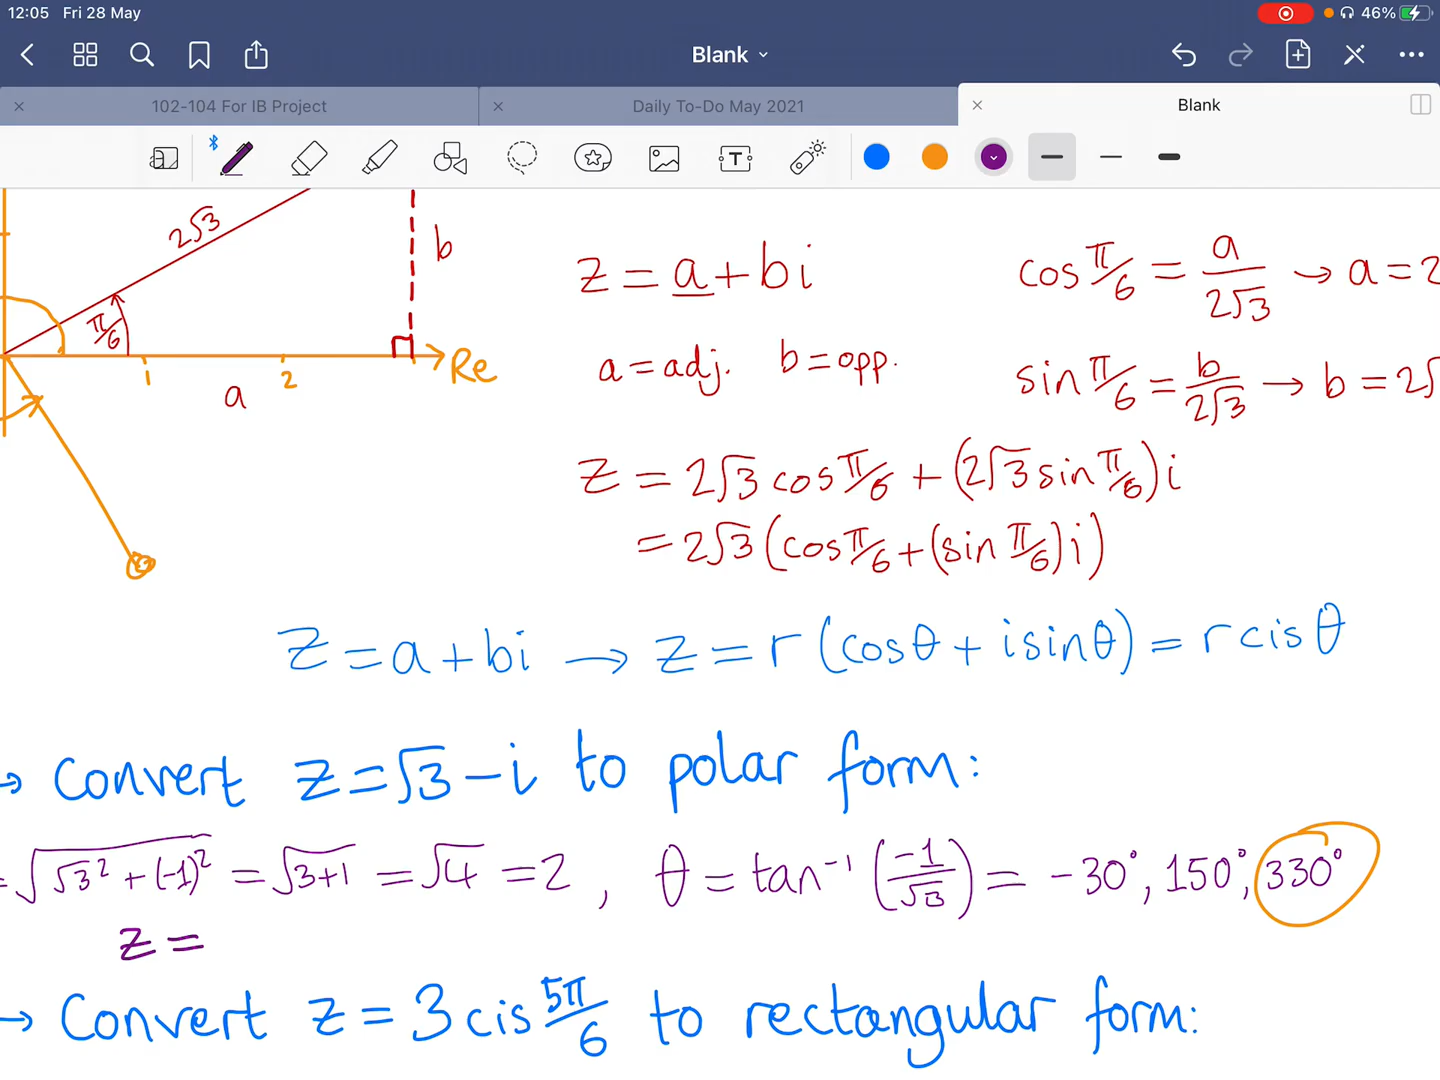 12:05 Fri 28 May 46%
Blank
102-104 For IB Project Daily To-Do May 2021 Blank
T
2√3
b
π/6
1 2 Re
a
z = a + bi
a = adj. b = opp.
cos π/6 = a/2√3 → a = 2
sin π/6 = b/2√3 → b = 2√
z = 2√3 cos π/6 + (2√3 sin π/6) i
= 2√3 (cos π/6 + (sin π/6) i)
z = a + bi → z = r (cosθ + i sinθ) = r cis θ
→ Convert z = √3 - i to polar form:
= √(√3² + (-1)²) = √(3+1) = √4 = 2 , θ = tan⁻¹ (-1/√3) = -30°, 150°, 330°
z =
→ Convert z = 3 cis 5π/6 to rectangular form: